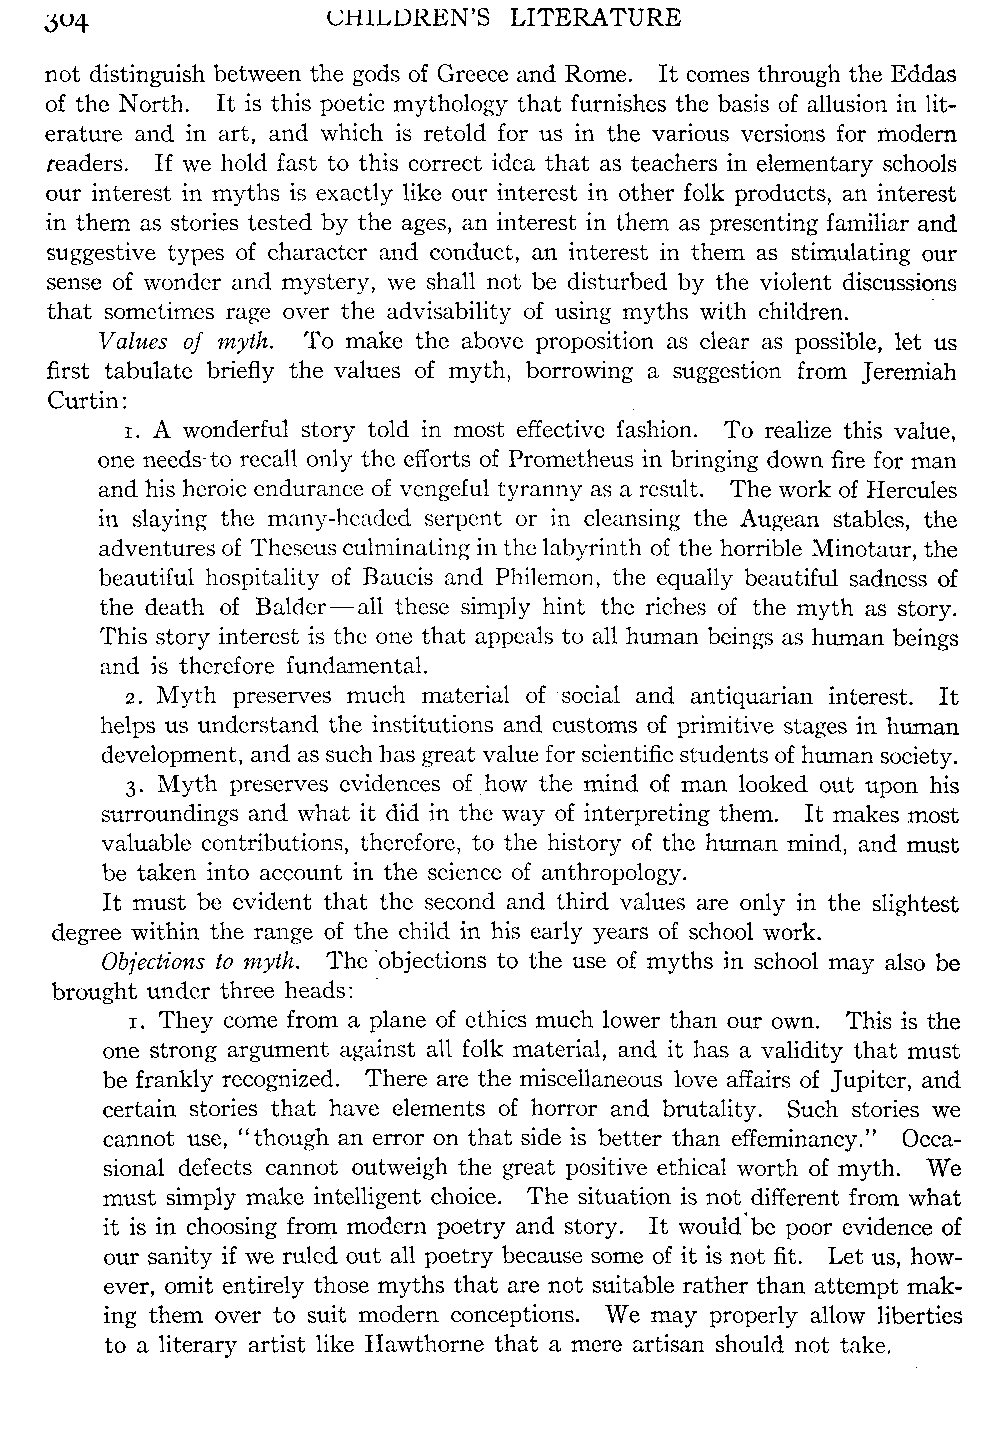 304 CHILDREN'S LITERATURE
not distinguish between the gods of Greece and Rome. It comes through the Eddas
of the North. It is this poetic mythology that furnishes the basis of allusion in lit-
erature and in art, and which is retold for us in the various versions for modern
readers. If we hold fast to this correct idea that as teachers in elementary schools
our interest in myths is exactly like our interest in other folk products, an interest
in them as stories tested by the ages, an interest in them as presenting familiar and
suggestive types of character and conduct, an interest in them as stimulating our
sense of wonder and mystery, we shall not be disturbed by the violent discussions
that sometimes rage over the advisability of using myths with children.
Values of myth. To make the above proposition as clear as possible, let us
first tabulate briefly the values of myth, borrowing a suggestion from Jeremiah
Curtin:
1. A wonderful story told in most effective fashion. To realize this value,
one needs to recall only the efforts of Prometheus in bringing down fire for man
and his heroic endurance of vengeful tyranny as a result. The work of Hercules
in slaying the many-headed serpent or in cleansing the Augean stables, the
adventures of Theseus culminating in the labyrinth of the horrible Minotaur, the
beautiful hospitality of Baucis and Philemon, the equally beautiful sadness of
the death of Balder—all these simply hint the riches of the myth as story.
This story interest is the one that appeals to all human beings as human beings
and is therefore fundamental.
2. Myth preserves much material of social and antiquarian interest. It
helps us understand the institutions and customs of primitive stages in human
development, and as such has great value for scientific students of human society.
3. Myth preserves evidences of how the mind of man looked out upon his
surroundings and what it did in the way of interpreting them. It makes most
valuable contributions, therefore, to the history of the human mind, and must
be taken into account in the science of anthropology.
It must be evident that the second and third values are only in the slightest
degree within the range of the child in his early years of school work.
Objections to myth. The objections to the use of myths in school may also be
brought under three heads:
1. They come from a plane of ethics much lower than our own. This is the
one strong argument against all folk material, and it has a validity that must
be frankly recognized. There are the miscellaneous love affairs of Jupiter, and
certain stories that have elements of horror and brutality. Such stories we
cannot use, "though an error on that side is better than effeminancy." Occa-
sional defects cannot outweigh the great positive ethical worth of myth. We
must simply make intelligent choice. The situation is not different from what
it is in choosing from modern poetry and story. It would be poor evidence of
our sanity if we ruled out all poetry because some of it is not fit. Let us, how-
ever, omit entirely those myths that are not suitable rather than attempt mak-
ing them over to suit modern conceptions. We may properly allow liberties
to a literary artist like Hawthorne that a mere artisan should not take.